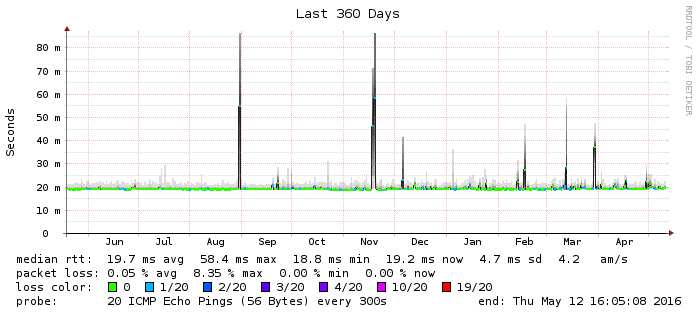 Last 360 Days
RRDTOOL / TOBI OETIKER
Seconds
80 m
70 m
60 m
50 m
40 m
30 m
20 m
10 m
0
Jun Jul Aug Sep Oct Nov Dec Jan Feb Mar Apr
median rtt: 19.7 ms avg 58.4 ms max 18.8 ms min 19.2 ms now 4.7 ms sd 4.2 am/s
packet loss: 0.05 % avg 8.35 % max 0.00 % min 0.00 % now
loss color: 0 1/20 2/20 3/20 4/20 10/20 19/20
probe: 20 ICMP Echo Pings (56 Bytes) every 300s end: Thu May 12 16:05:08 2016